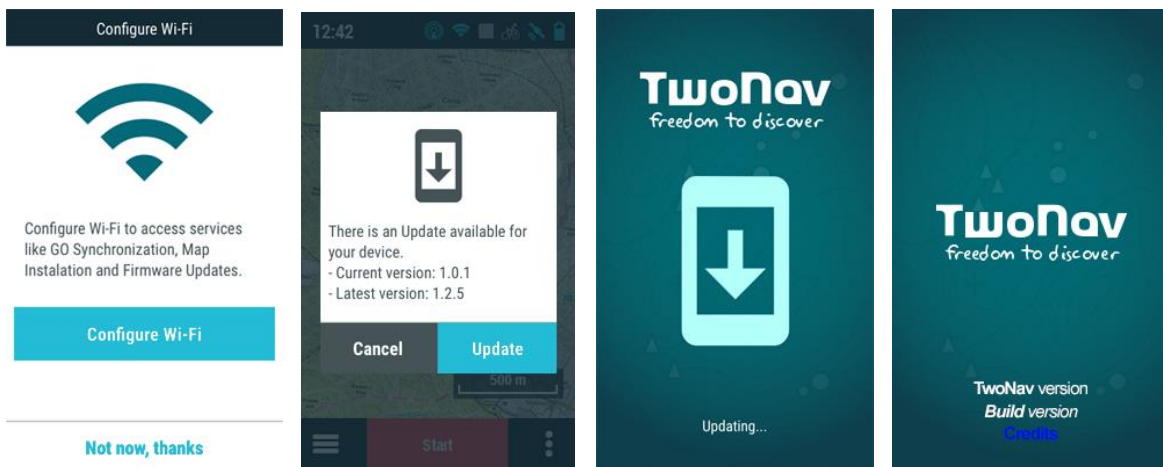 Configure Wi-Fi
Configure Wi-Fi to access services
like GO Synchronization, Map
Instalation and Firmware Updates.
Configure Wi-Fi
Not now, thanks
12:42
There is an Update available for
your device.
- Current version: 1.0.1
- Latest version: 1.2.5
Cancel
Update
500 m
Start
TwoNav
freedom to discover
Updating...
TwoNav
freedom to discover
TwoNav version
Build version
Credits